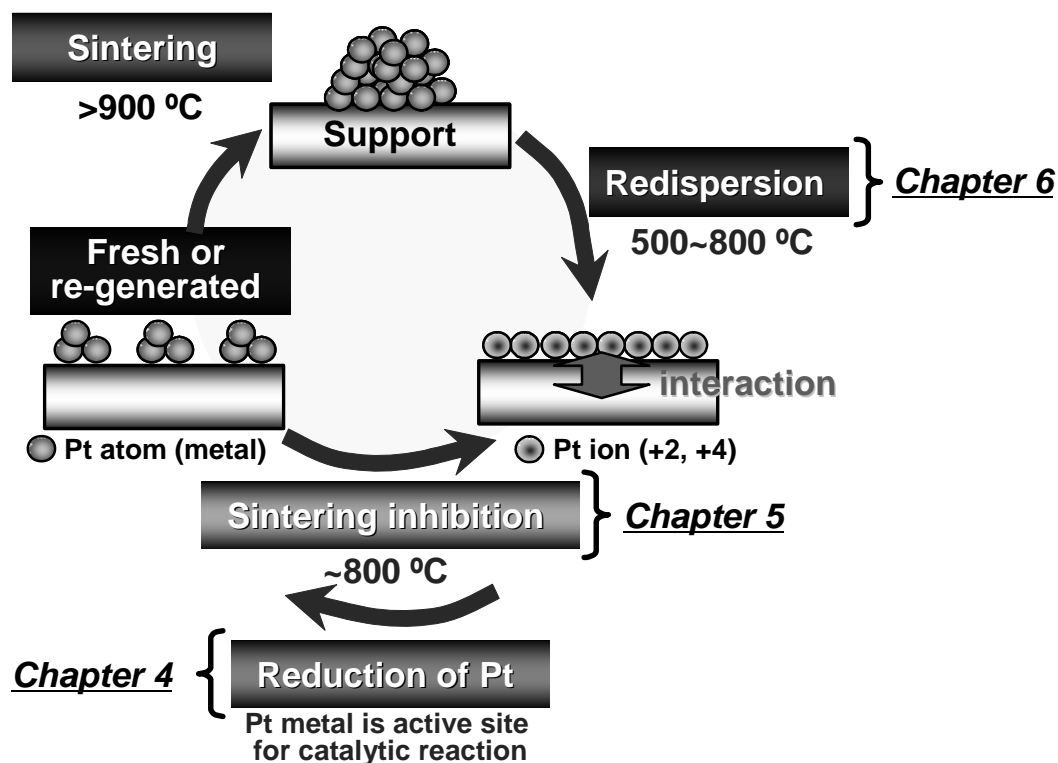 Sintering
>900 ºC
Support
Redispersion
Chapter 6
500~800 ºC
Fresh or
re-generated
interaction
Pt atom (metal)
Pt ion (+2, +4)
Sintering inhibition
Chapter 5
~800 ºC
Chapter 4
Reduction of Pt
Pt metal is active site
for catalytic reaction